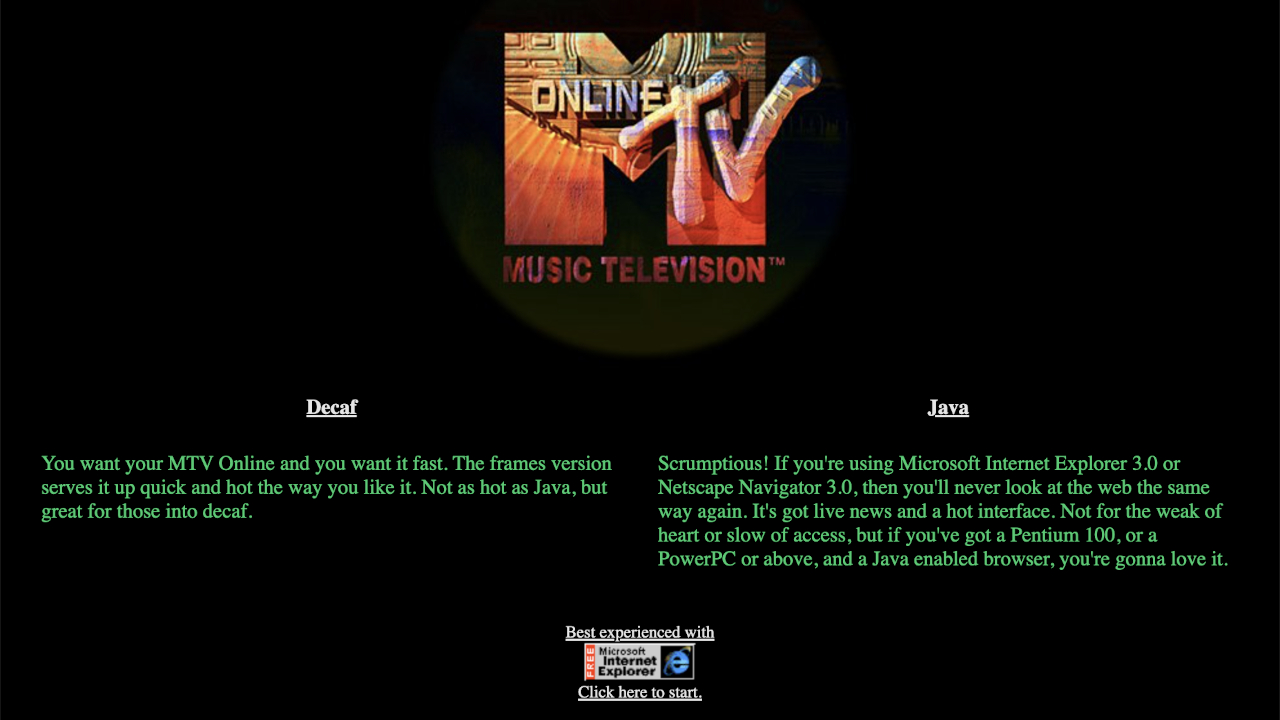 ONLINE
MTV
MUSIC TELEVISION™
Decaf
You want your MTV Online and you want it fast. The frames version
serves it up quick and hot the way you like it. Not as hot as Java, but
great for those into decaf.
Java
Scrumptious! If you're using Microsoft Internet Explorer 3.0 or
Netscape Navigator 3.0, then you'll never look at the web the same
way again. It's got live news and a hot interface. Not for the weak of
heart or slow of access, but if you've got a Pentium 100, or a
PowerPC or above, and a Java enabled browser, you're gonna love it.
Best experienced with
FREE
Microsoft
Internet
Explorer
Click here to start.